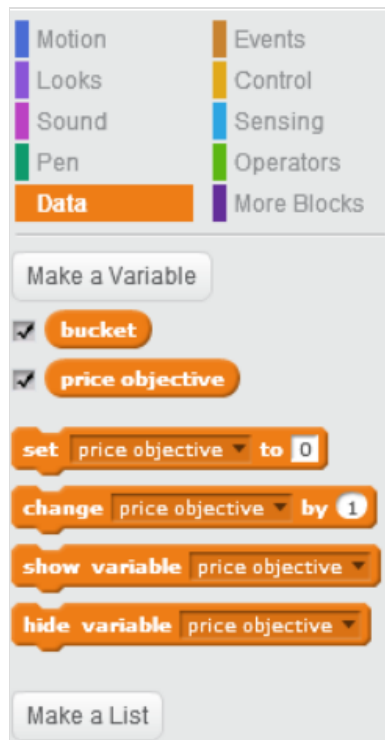 Motion Events
Looks Control
Sound Sensing
Pen Operators
Data More Blocks
Make a Variable
bucket
price objective
set price objective to 0
change price objective by 1
show variable price objective
hide variable price objective
Make a List